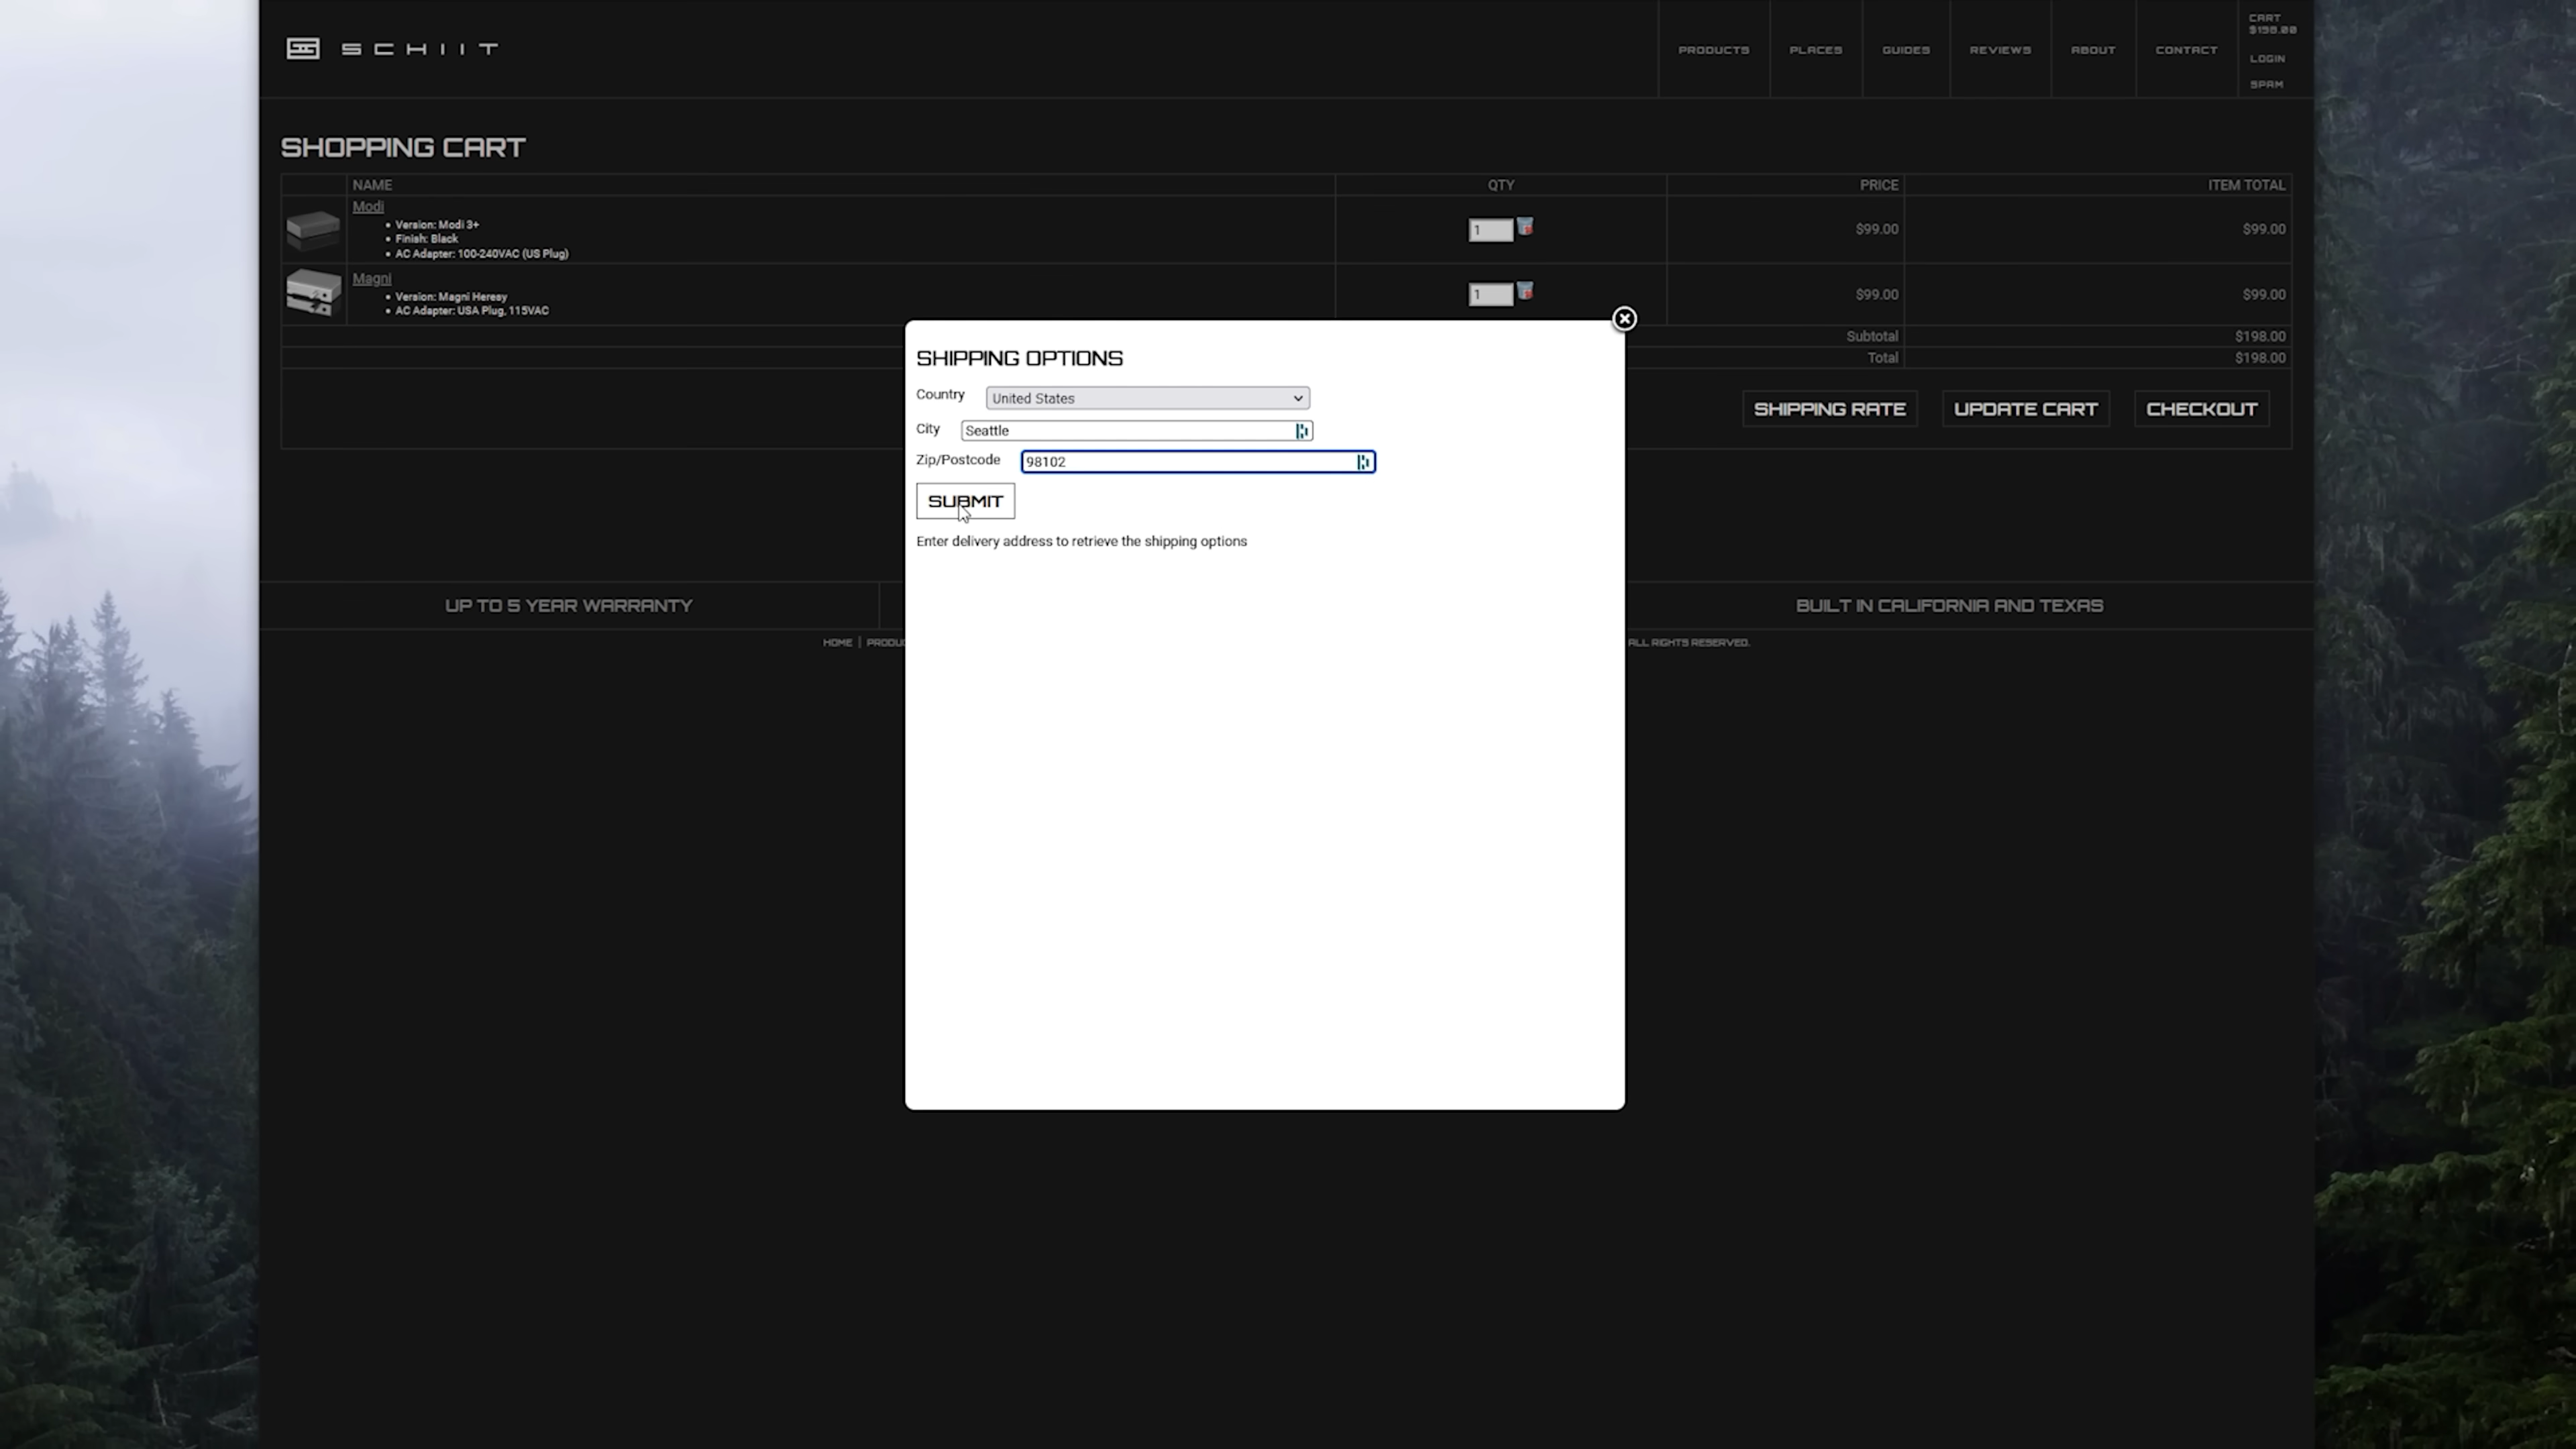 SCHIIT
PRODUCTS
PLACES
GUIDES
REVIEWS
ABOUT
CONTACT
CART
$198.00
LOGIN
SPAM
SHOPPING CART
NAME QTY PRICE ITEM TOTAL
Modi
• Version: Modi 3+
• Finish: Black
• AC Adapter: 100-240VAC (US Plug)
1 $99.00 $99.00
Magni
• Version: Magni Heresy
• AC Adapter: USA Plug, 115VAC
1 $99.00 $99.00
Subtotal $198.00
Total $198.00
SHIPPING RATE UPDATE CART CHECKOUT
SHIPPING OPTIONS
Country United States
City Seattle
Zip/Postcode 98102
SUBMIT
Enter delivery address to retrieve the shipping options
UP TO 5 YEAR WARRANTY BUILT IN CALIFORNIA AND TEXAS
HOME | PRODUC ALL RIGHTS RESERVED.